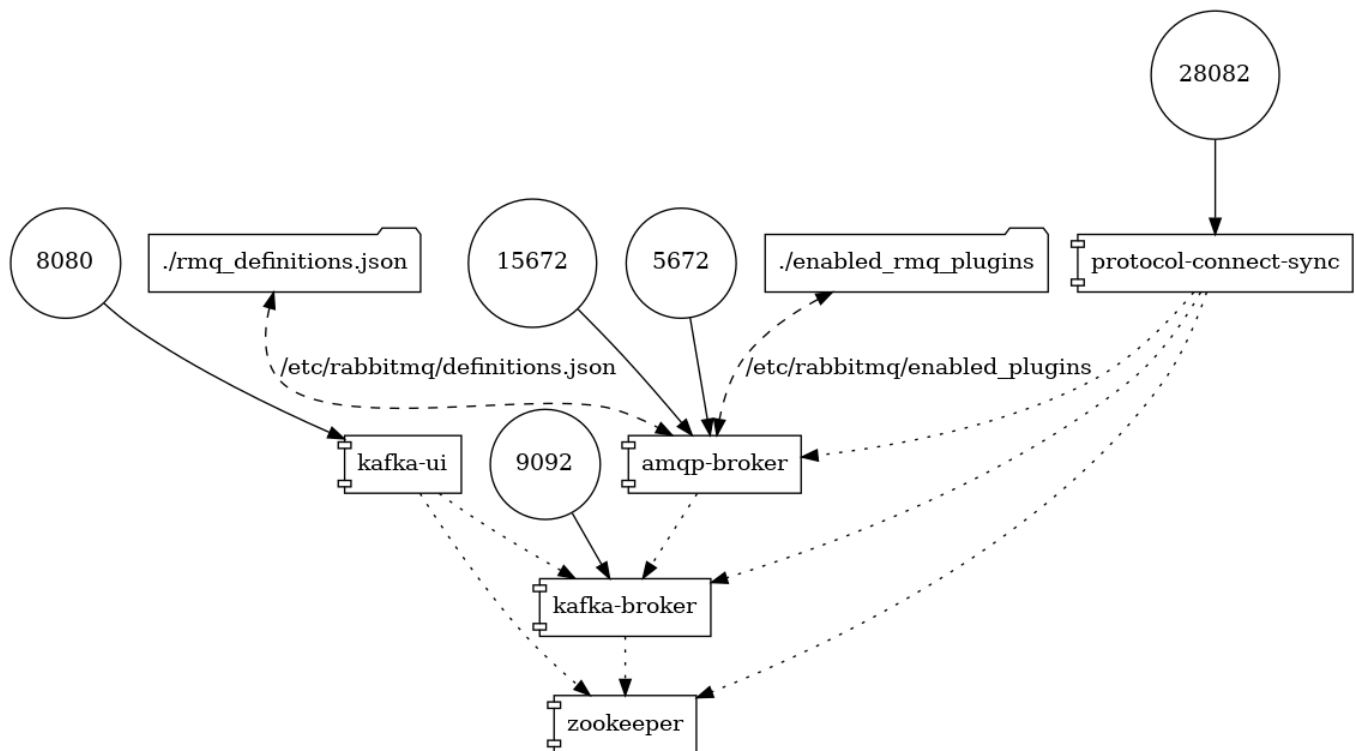 28082
8080
./rmq_definitions.json
15672
5672
./enabled_rmq_plugins
protocol-connect-sync
/etc/rabbitmq/definitions.json
/etc/rabbitmq/enabled_plugins
kafka-ui
9092
amqp-broker
kafka-broker
zookeeper